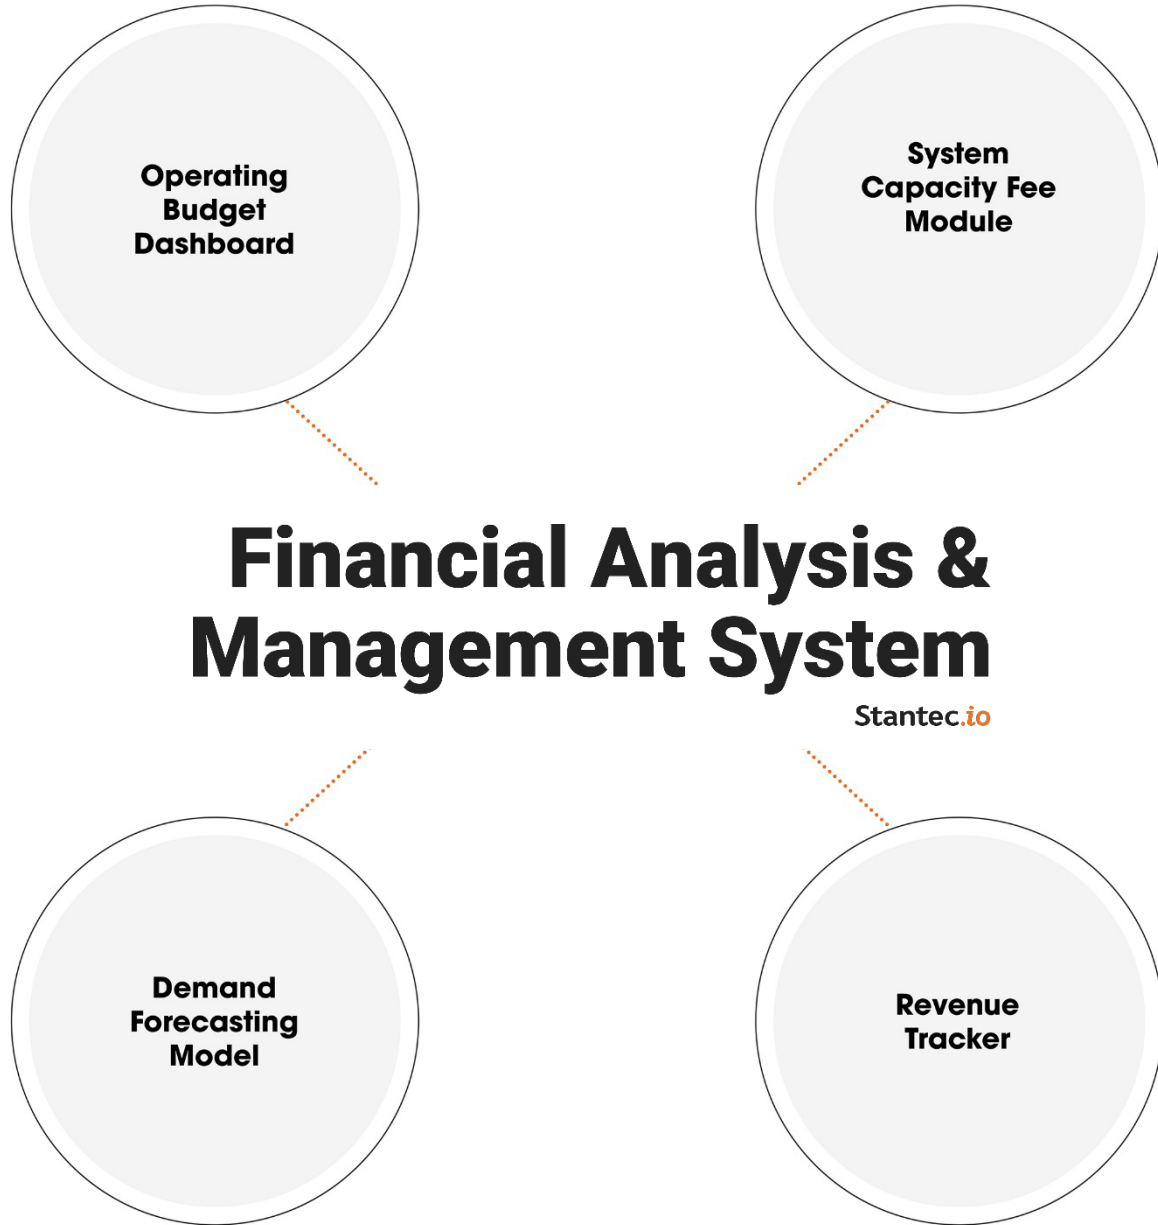 Operating
Budget
Dashboard
System
Capacity Fee
Module
Financial Analysis &
Management System
Stantec.io
Demand
Forecasting
Model
Revenue
Tracker